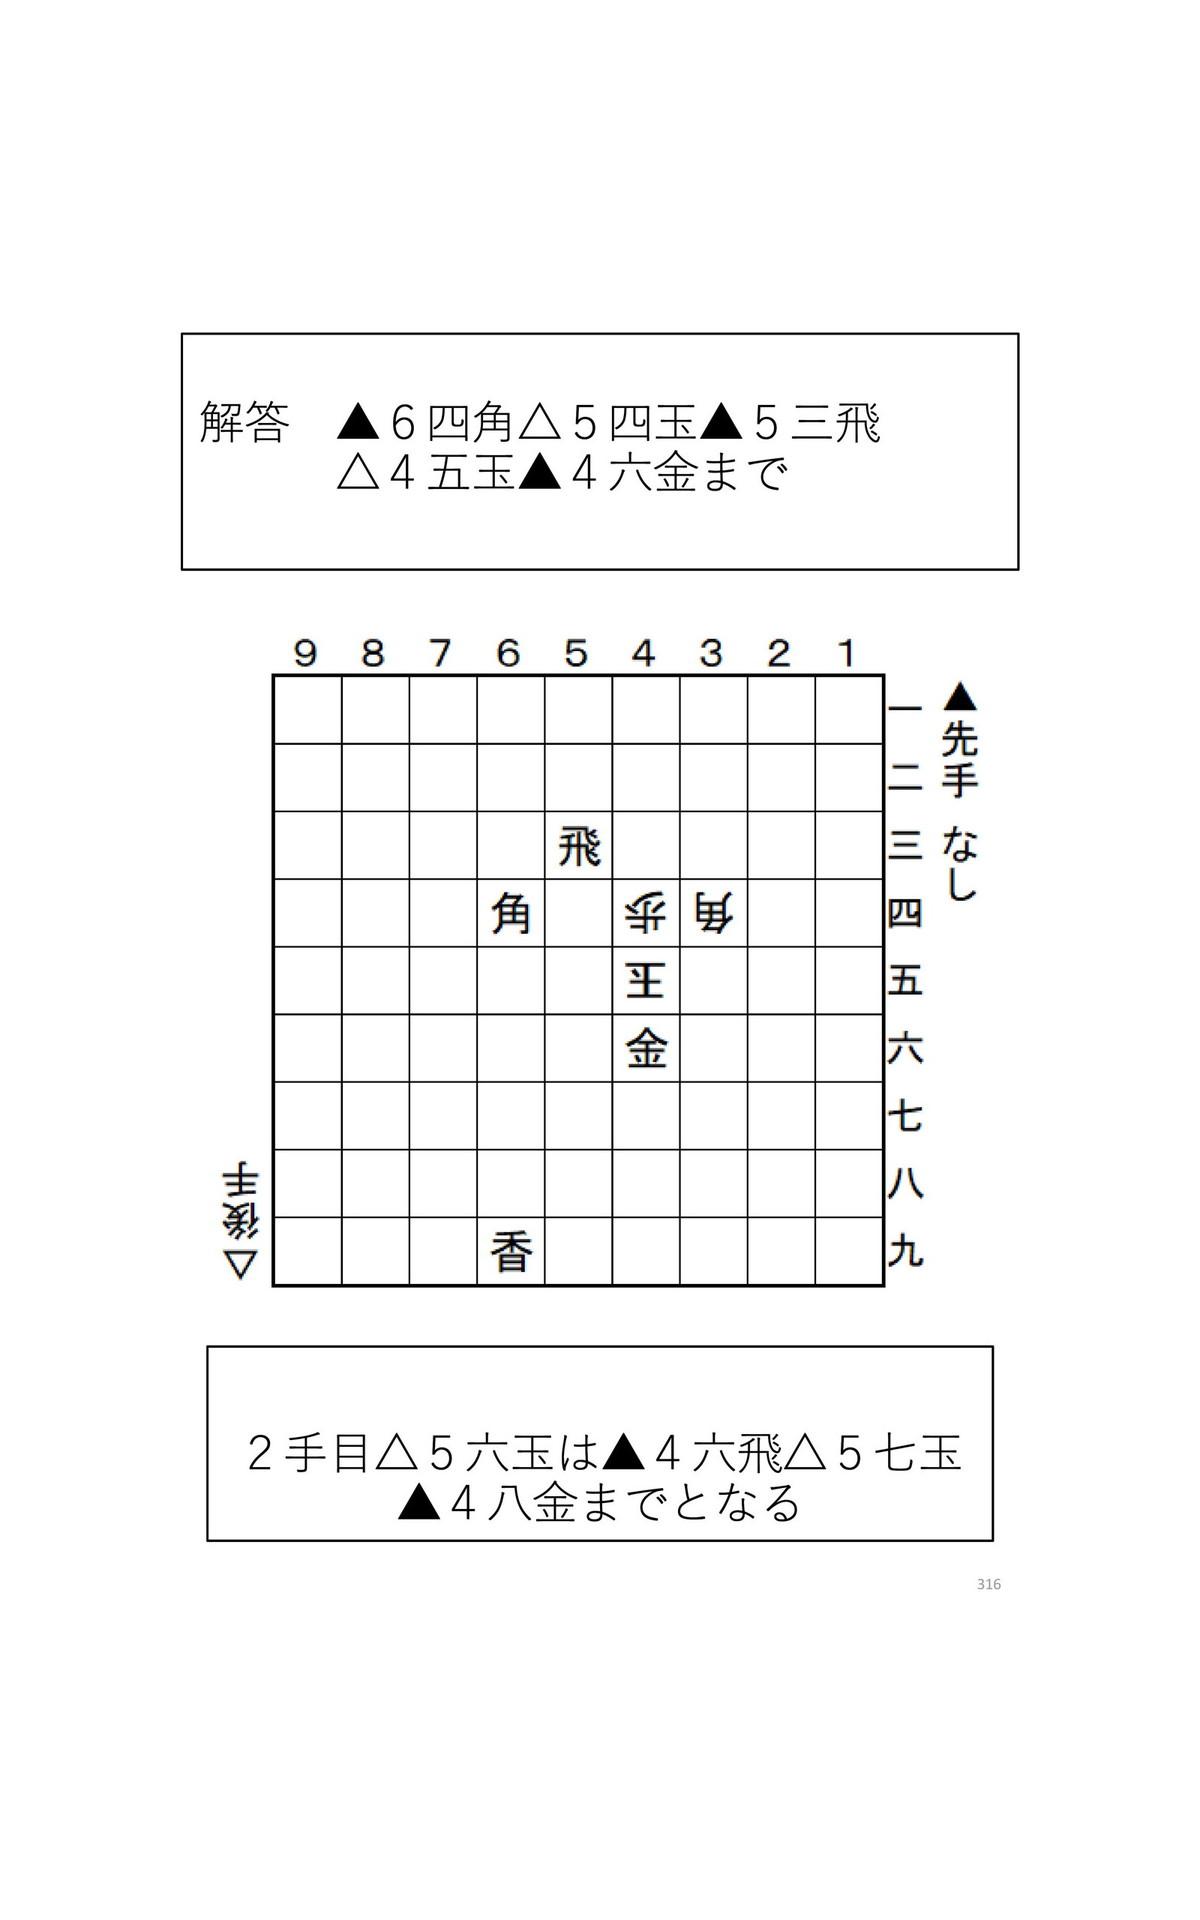 解答　▲６四角△５四玉▲５三飛
△４五玉▲４六金まで
９ ８ ７ ６ ５ ４ ３ ２ １
一
二
飛 三
角 歩 角 四
王 五
金 六
七
八
香 九
▲先手 なし
△後手
２手目△５六玉は▲４六飛△５七玉
▲４八金までとなる
316